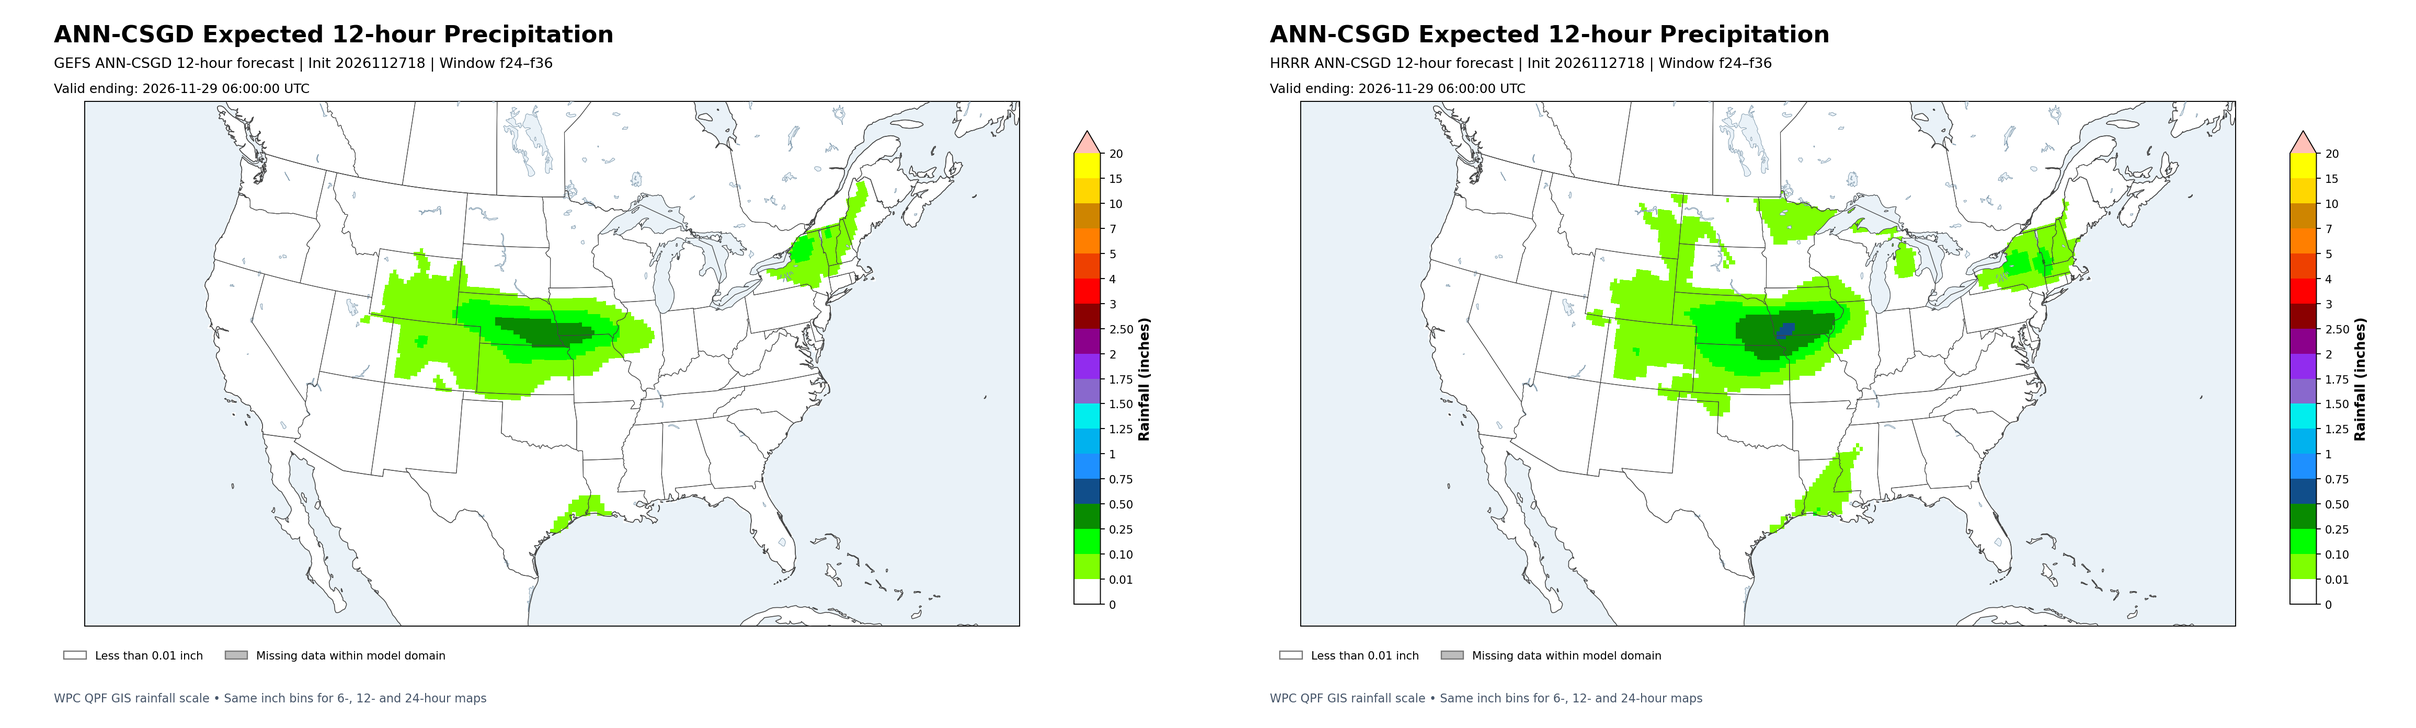 ANN-CSGD Expected 12-hour Precipitation
GEFS ANN-CSGD 12-hour forecast | Init 2026112718 | Window f24–f36
Valid ending: 2026-11-29 06:00:00 UTC
20
15
10
7
5
4
3
2.50
2
1.75
1.50
1.25
1
0.75
0.50
0.25
0.10
0.01
0
Rainfall (inches)
Less than 0.01 inch
Missing data within model domain
WPC QPF GIS rainfall scale • Same inch bins for 6-, 12- and 24-hour maps
ANN-CSGD Expected 12-hour Precipitation
HRRR ANN-CSGD 12-hour forecast | Init 2026112718 | Window f24–f36
Valid ending: 2026-11-29 06:00:00 UTC
20
15
10
7
5
4
3
2.50
2
1.75
1.50
1.25
1
0.75
0.50
0.25
0.10
0.01
0
Rainfall (inches)
Less than 0.01 inch
Missing data within model domain
WPC QPF GIS rainfall scale • Same inch bins for 6-, 12- and 24-hour maps